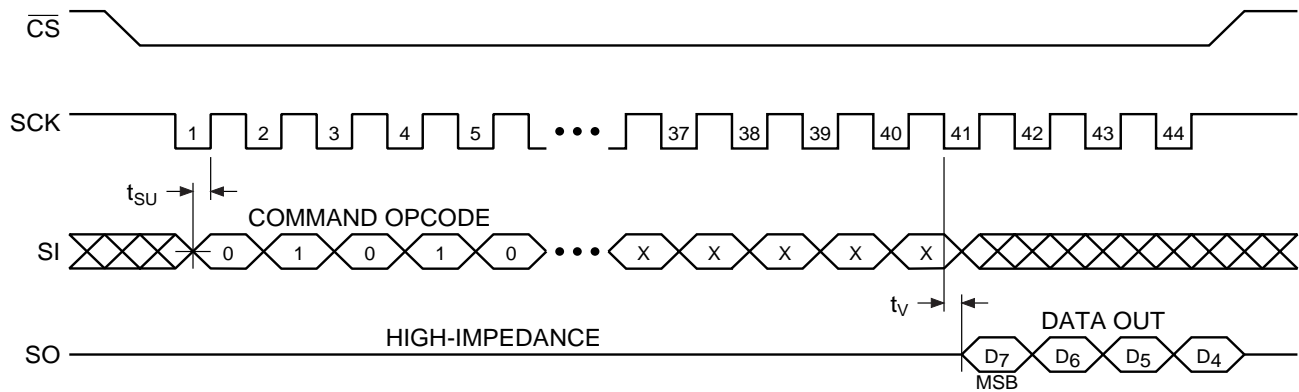 CS
SCK 1 2 3 4 5 ••• 37 38 39 40 41 42 43 44
tSU
COMMAND OPCODE
SI 0 1 0 1 0 ••• X X X X X
tV
HIGH-IMPEDANCE
DATA OUT
SO D7 D6 D5 D4
MSB